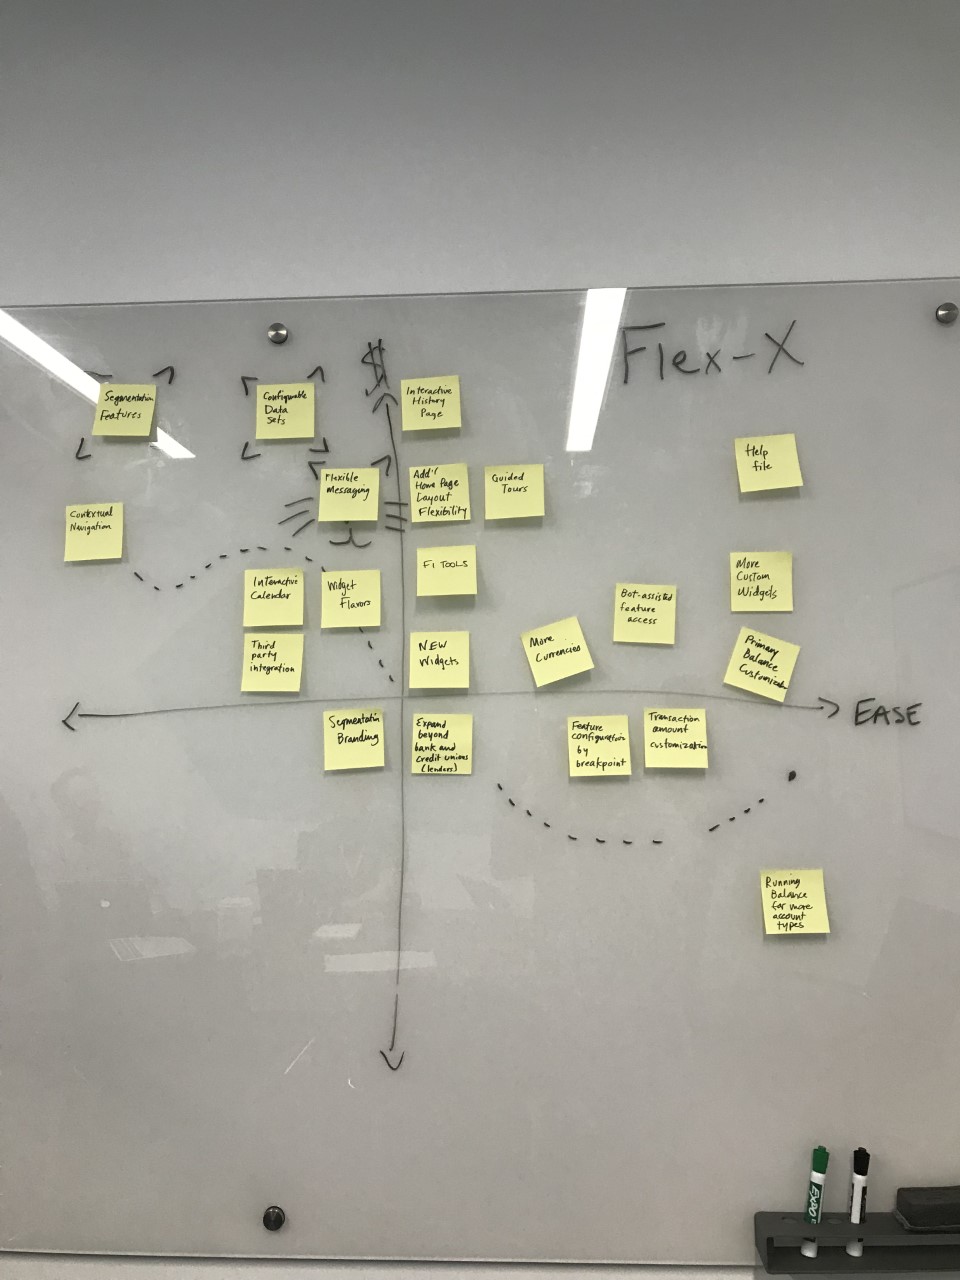 $
Flex-X
Segmentation
Features
Configurable
Data
Sets
Interactive
History
Page
Flexible
Messaging
Add'l
Home Page
Layout
Flexibility
Guided
Tours
Help
file
Contextual
Navigation
Interactive
Calendar
Widget
Flavors
FI TOOLS
Bot-assisted
feature
access
More
Custom
Widgets
Third
party
integration
NEW
Widgets
More
Currencies
Primary
Balance
Customization
EASE
Segmentation
Branding
Expand
beyond
bank and
credit unions
(lenders)
Feature
configuration
by
breakpoint
Transaction
amount
customization
Running
Balance
for more
account
types
EXPO